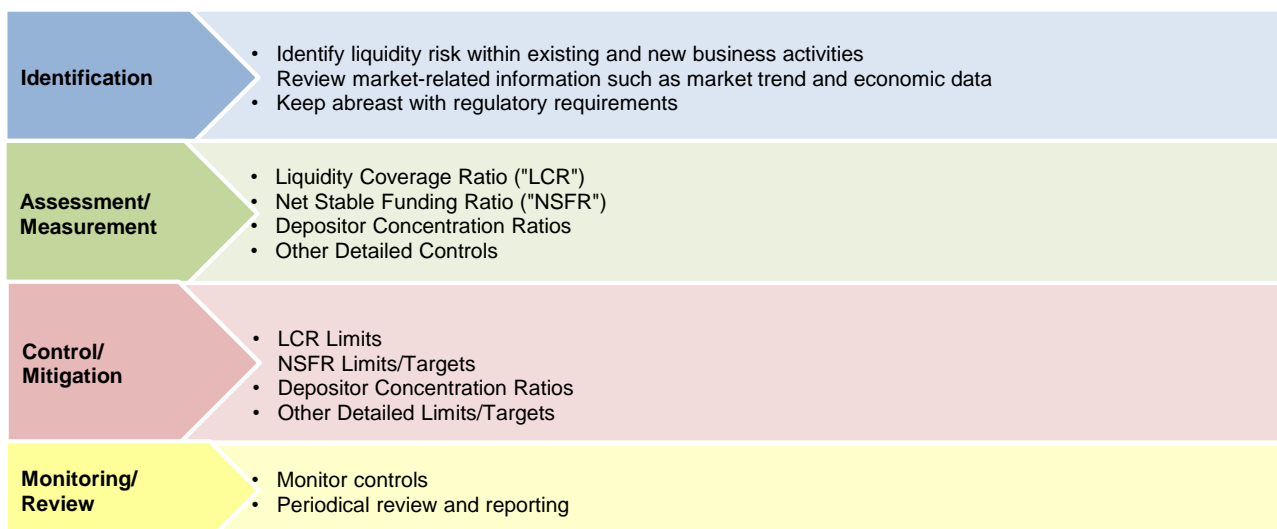 Identification
• Identify liquidity risk within existing and new business activities
Review market-related information such as market trend and economic data
• Keep abreast with regulatory requirements
Assessment/
Measurement
• Liquidity Coverage Ratio ("LCR")
• Net Stable Funding Ratio ("NSFR")
• Depositor Concentration Ratios
• Other Detailed Controls
Control/
Mitigation
• LCR Limits
NSFR Limits/Targets
• Depositor Concentration Ratios
• Other Detailed Limits/Targets
Monitoring/
Review
• Monitor controls
• Periodical review and reporting